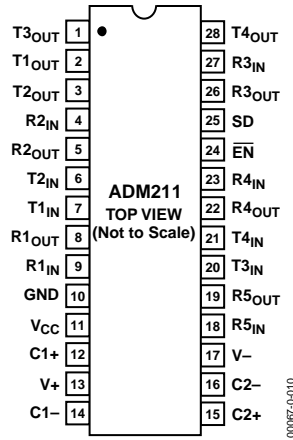 T3OUT 1 28 T4OUT
T1OUT 2 27 R3IN
T2OUT 3 26 R3OUT
R2IN 4 25 SD
R2OUT 5 24 E̅N̅
T2IN 6 23 R4IN
ADM211
T1IN 7 TOP VIEW 22 R4OUT
R1OUT 8 (Not to Scale) 21 T4IN
R1IN 9 20 T3IN
GND 10 19 R5OUT
VCC 11 18 R5IN
C1+ 12 17 V–
V+ 13 16 C2–
C1– 14 15 C2+
00067-0-010